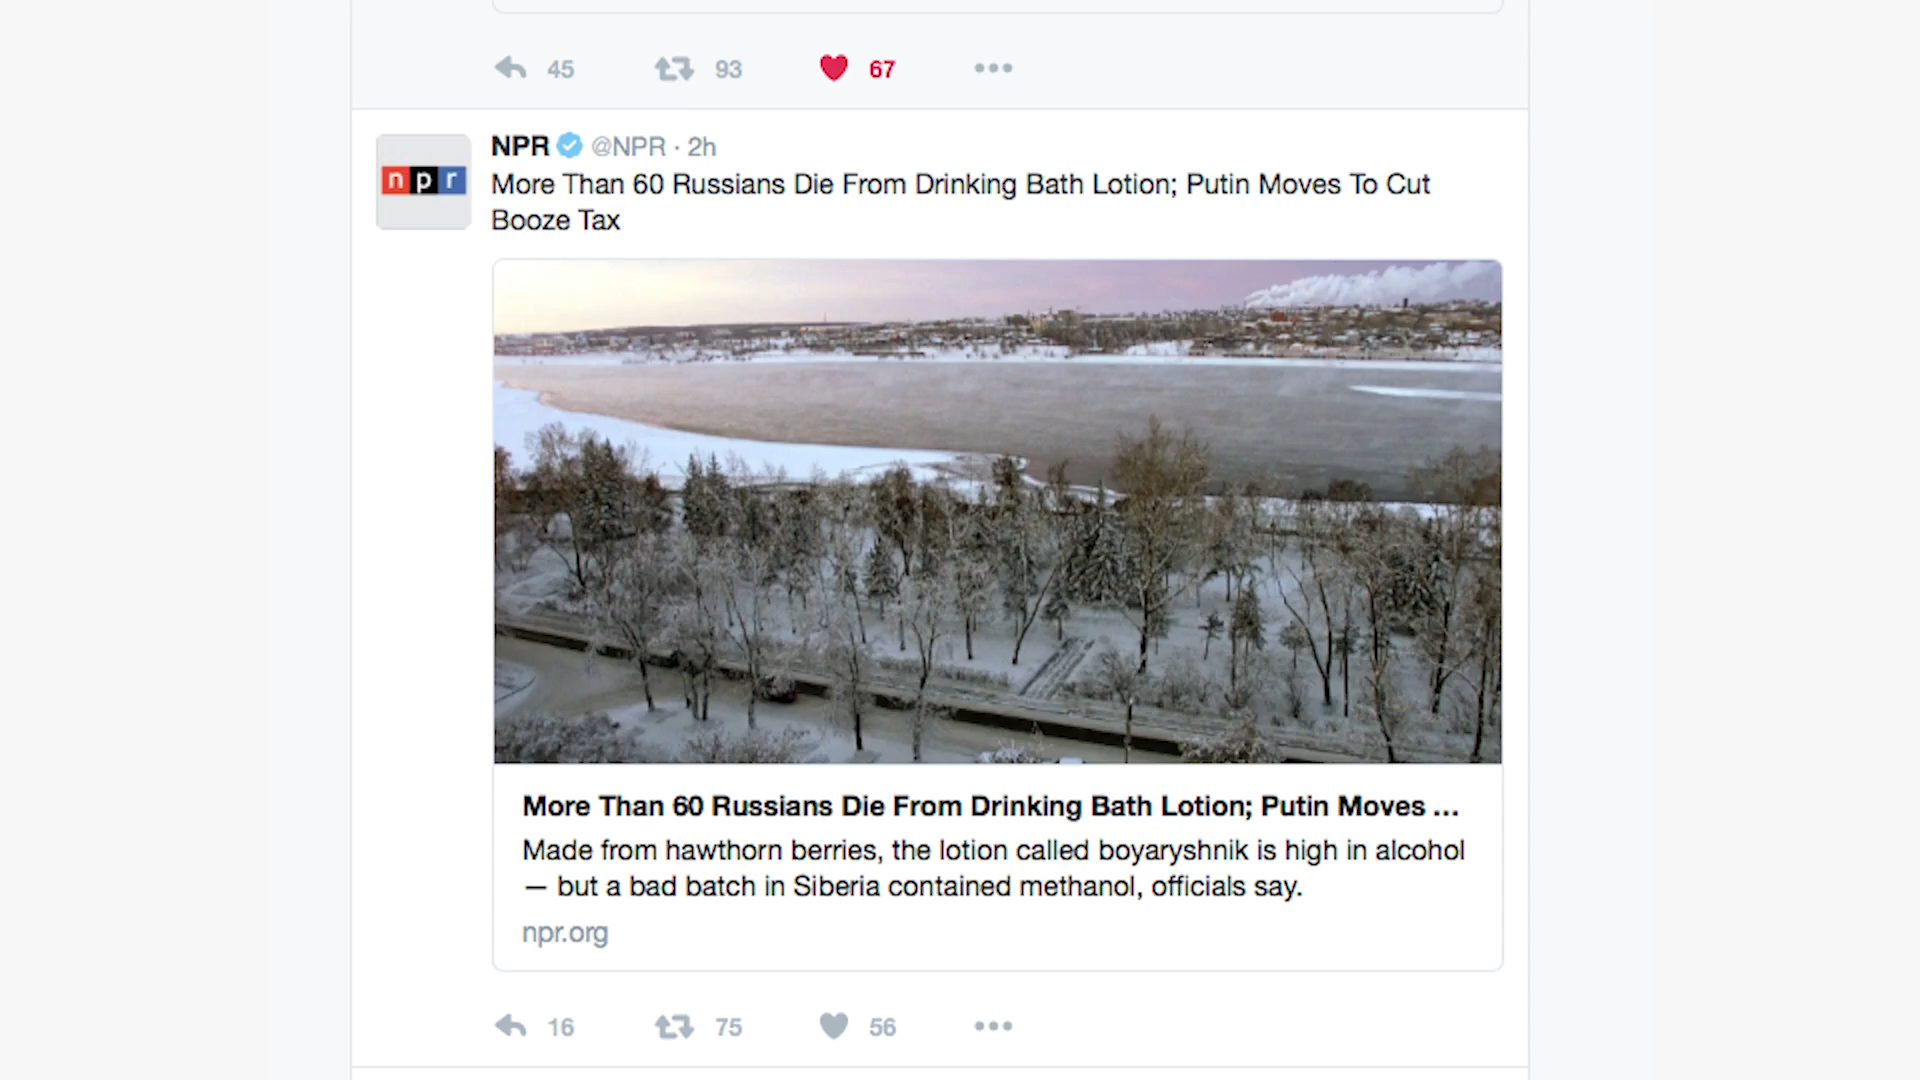 45 93 67
NPR @NPR · 2h
npr
More Than 60 Russians Die From Drinking Bath Lotion; Putin Moves To Cut
Booze Tax
More Than 60 Russians Die From Drinking Bath Lotion; Putin Moves ...
Made from hawthorn berries, the lotion called boyaryshnik is high in alcohol
— but a bad batch in Siberia contained methanol, officials say.
npr.org
16 75 56